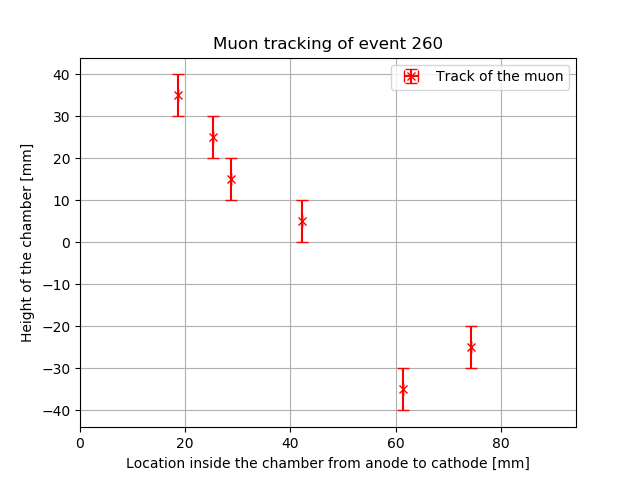 Muon tracking of event 260
Track of the muon
Height of the chamber [mm]
40
30
20
10
0
−10
−20
−30
−40
0 20 40 60 80
Location inside the chamber from anode to cathode [mm]